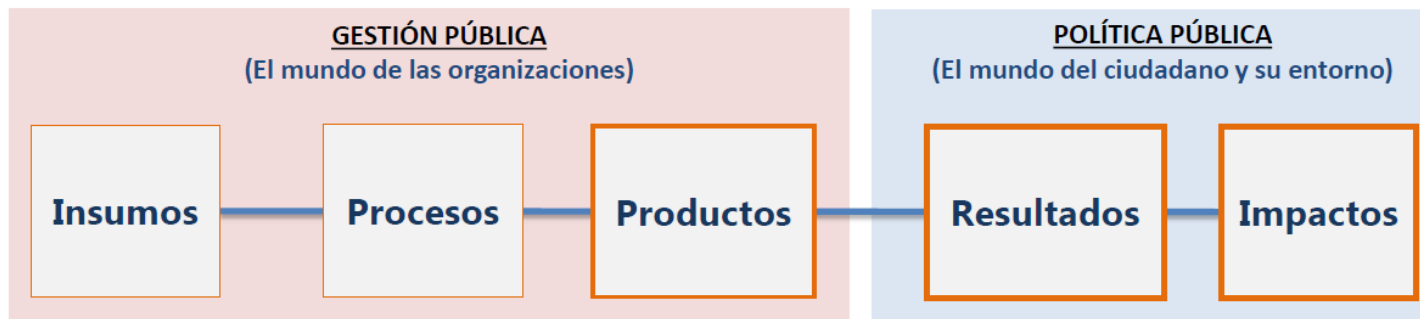 GESTIÓN PÚBLICA
(El mundo de las organizaciones)
Insumos
Procesos
Productos
POLÍTICA PÚBLICA
(El mundo del ciudadano y su entorno)
Resultados
Impactos